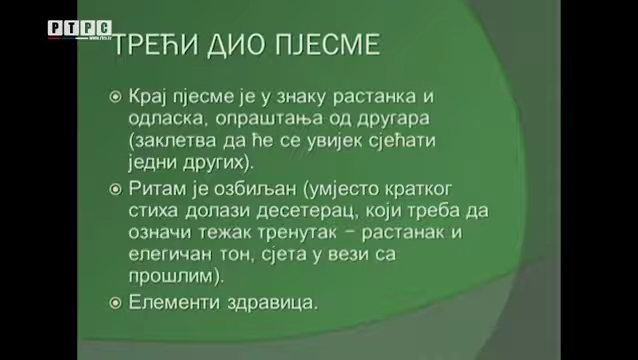 РТРС
ТРЕЋИ ДИО ПЈЕСМЕ
Крај пјесме је у знаку растанка и
одласка, опраштања од другара
(заклетва да ће се увијек сјећати
једни других).
Ритам је озбиљан (умјесто кратког
стиха долази десетерац, који треба да
означи тежак тренутак – растанак и
елегичан тон, сјета у вези са
прошлим).
Елементи здравица.